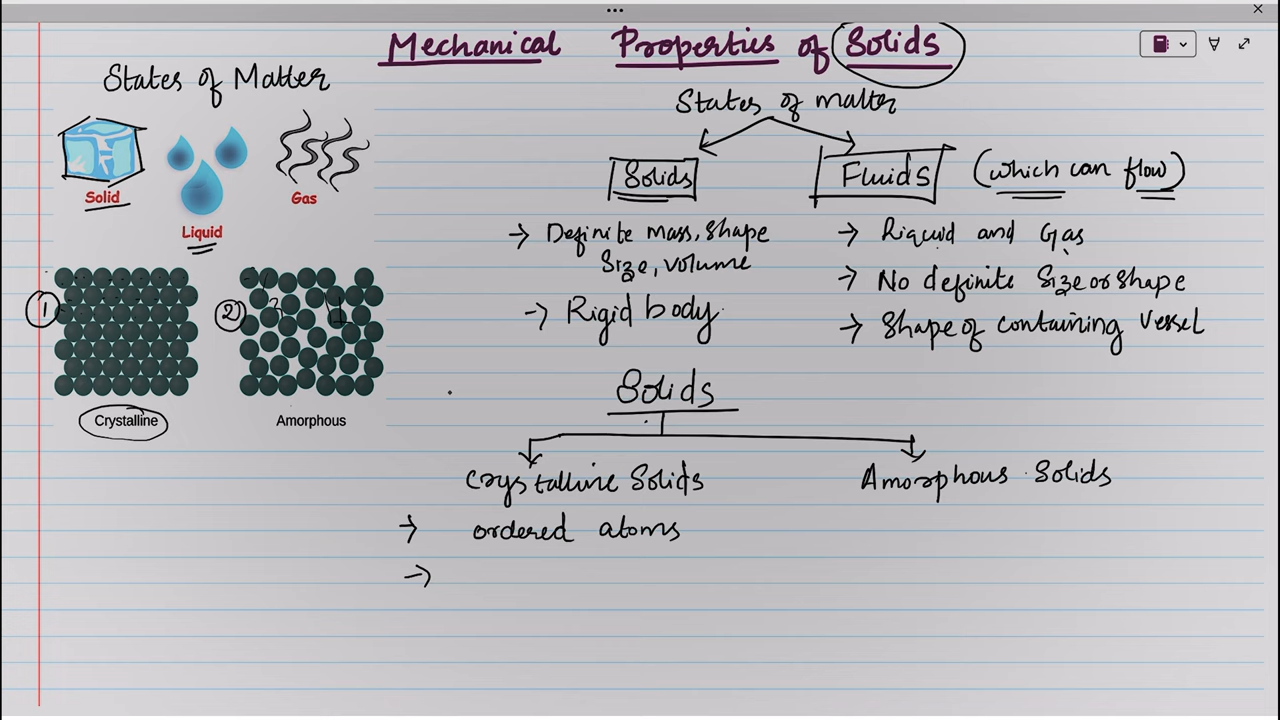 Mechanical Properties of Solids
States of Matter
Solid
Liquid
Gas
①
②
Crystalline
Amorphous
States of matter
Solids
→ Definite mass, shape
size, volume
→ Rigid body
Fluids (which can flow)
→ Liquid and Gas
→ No definite size or shape
→ Shape of containing vessel
Solids
Crystalline Solids
→ ordered atoms
→
Amorphous Solids